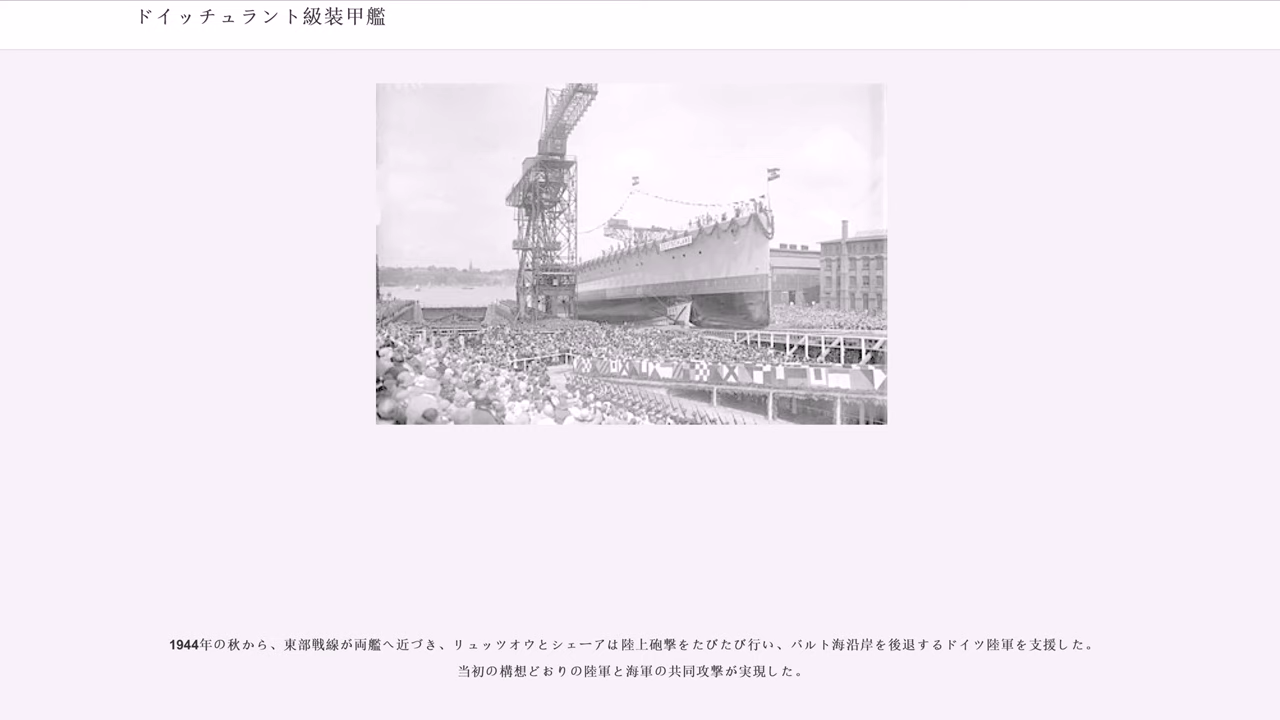 ドイッチュラント級装甲艦
1944年の秋から、東部戦線が両艦へ近づき、リュッツオウとシェーアは陸上砲撃をたびたび行い、バルト海沿岸を後退するドイツ陸軍を支援した。
当初の構想どおりの陸軍と海軍の共同攻撃が実現した。